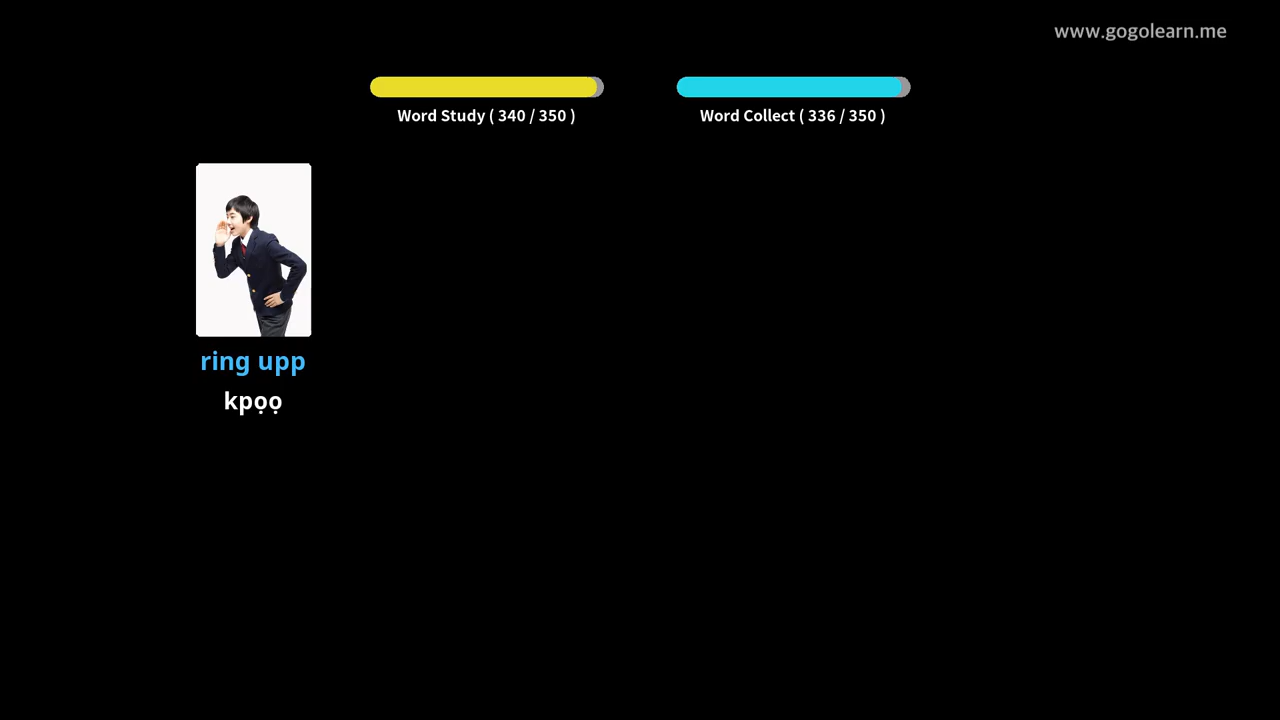 www.gogolearn.me
Word Study ( 340 / 350 )
Word Collect ( 336 / 350 )
ring upp
kpọọ